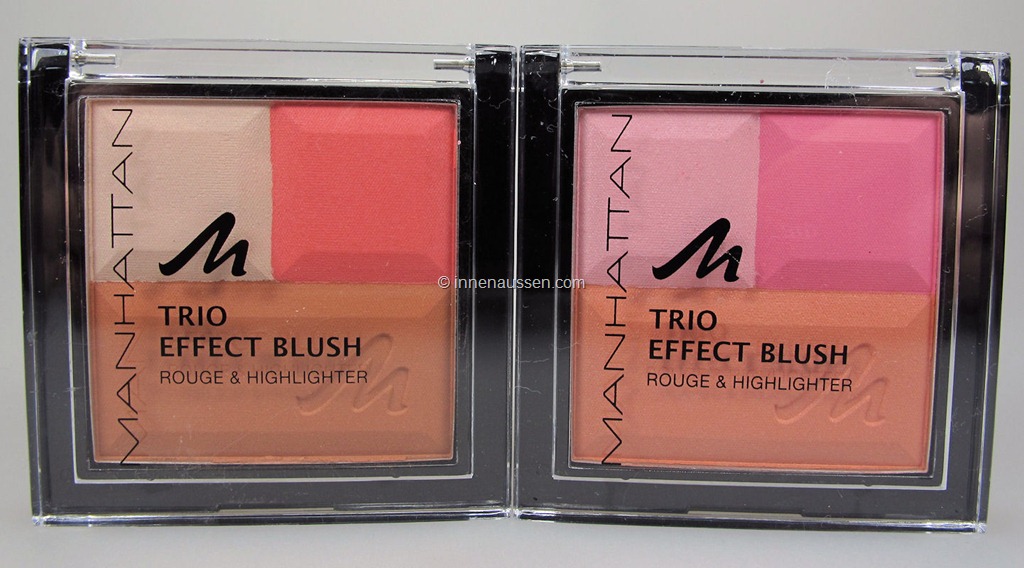 MANHATTAN
M
TRIO
EFFECT BLUSH
ROUGE & HIGHLIGHTER
M
© innenaussen.com
MANHATTAN
M
TRIO
EFFECT BLUSH
ROUGE & HIGHLIGHTER
M